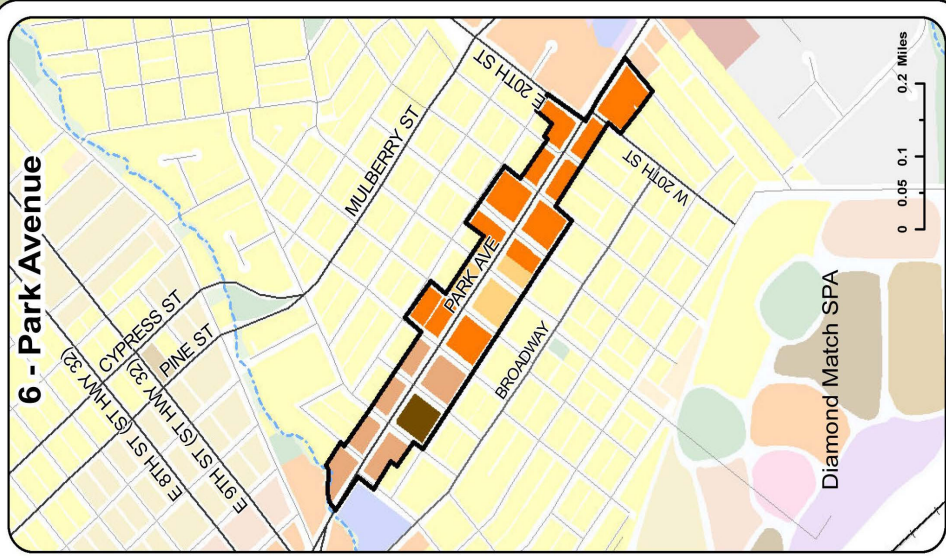 6 - Park Avenue
E 8TH ST (ST HWY 32)
E 9TH ST (ST HWY 32)
CYPRESS ST
PINE ST
MULBERRY ST
E 20TH ST
PARK AVE
W 20TH ST
BROADWAY
Diamond Match SPA
0 0.05 0.1 0.2 Miles